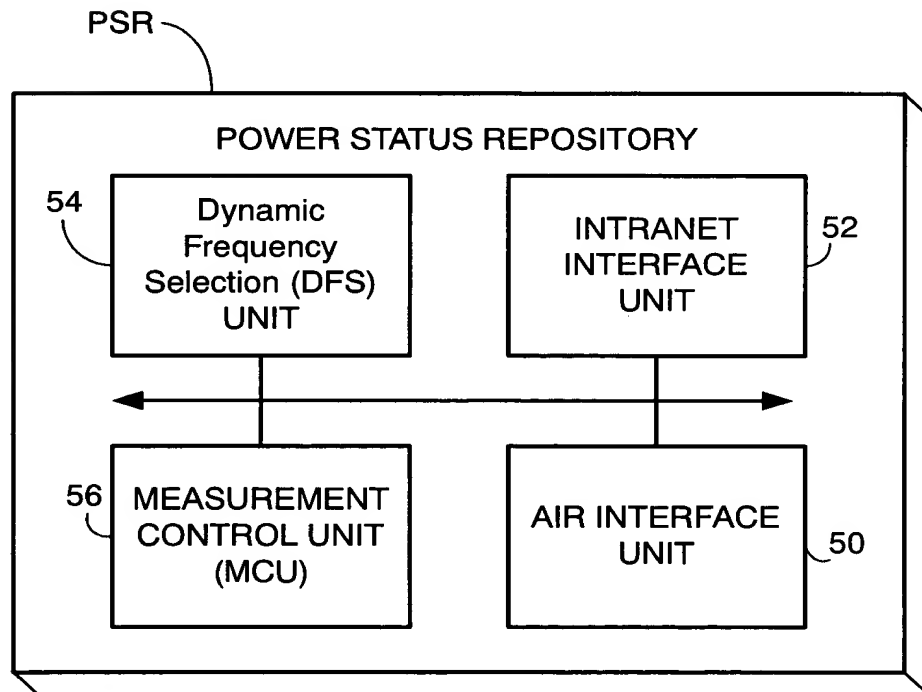 PSR
POWER STATUS REPOSITORY
54
Dynamic
Frequency
Selection (DFS)
UNIT
INTRANET
INTERFACE
UNIT
52
56
MEASUREMENT
CONTROL UNIT
(MCU)
AIR INTERFACE
UNIT
50